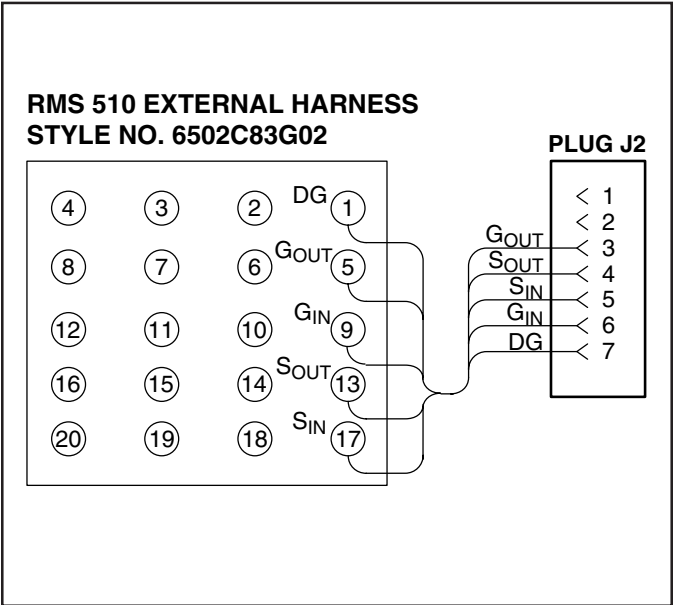 RMS 510 EXTERNAL HARNESS
STYLE NO. 6502C83G02
PLUG J2
4 3 2 DG 1
8 7 6 GOUT 5
12 11 10 GIN 9
16 15 14 SOUT 13
20 19 18 SIN 17
1
2
GOUT 3
SOUT 4
SIN 5
GIN 6
DG 7